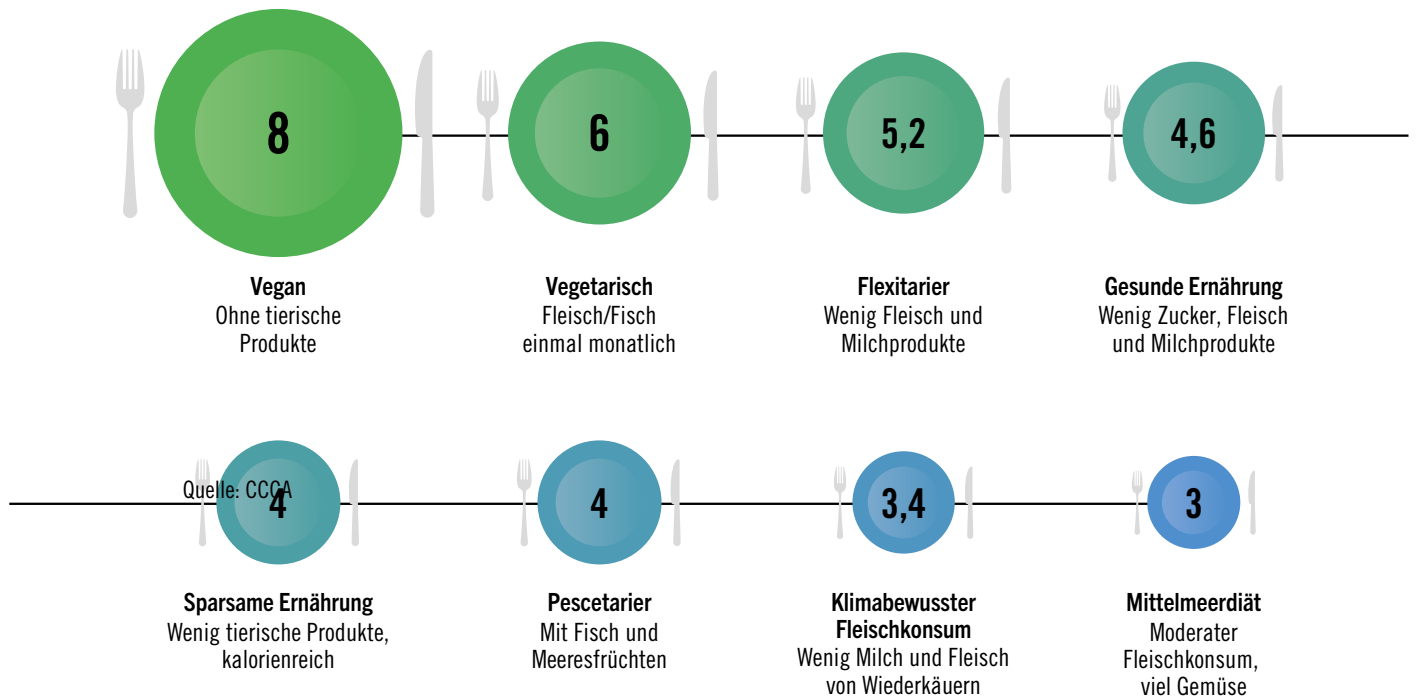 8
6
5,2
4,6
Vegan
Ohne tierische
Produkte
Vegetarisch
Fleisch/Fisch
einmal monatlich
Flexitarier
Wenig Fleisch und
Milchprodukte
Gesunde Ernährung
Wenig Zucker, Fleisch
und Milchprodukte
Quelle: CCCA
4
4
3,4
3
Sparsame Ernährung
Wenig tierische Produkte,
kalorienreich
Pescetarier
Mit Fisch und
Meeresfrüchten
Klimabewusster
Fleischkonsum
Wenig Milch und Fleisch
von Wiederkäuern
Mittelmeerdiät
Moderater
Fleischkonsum,
viel Gemüse